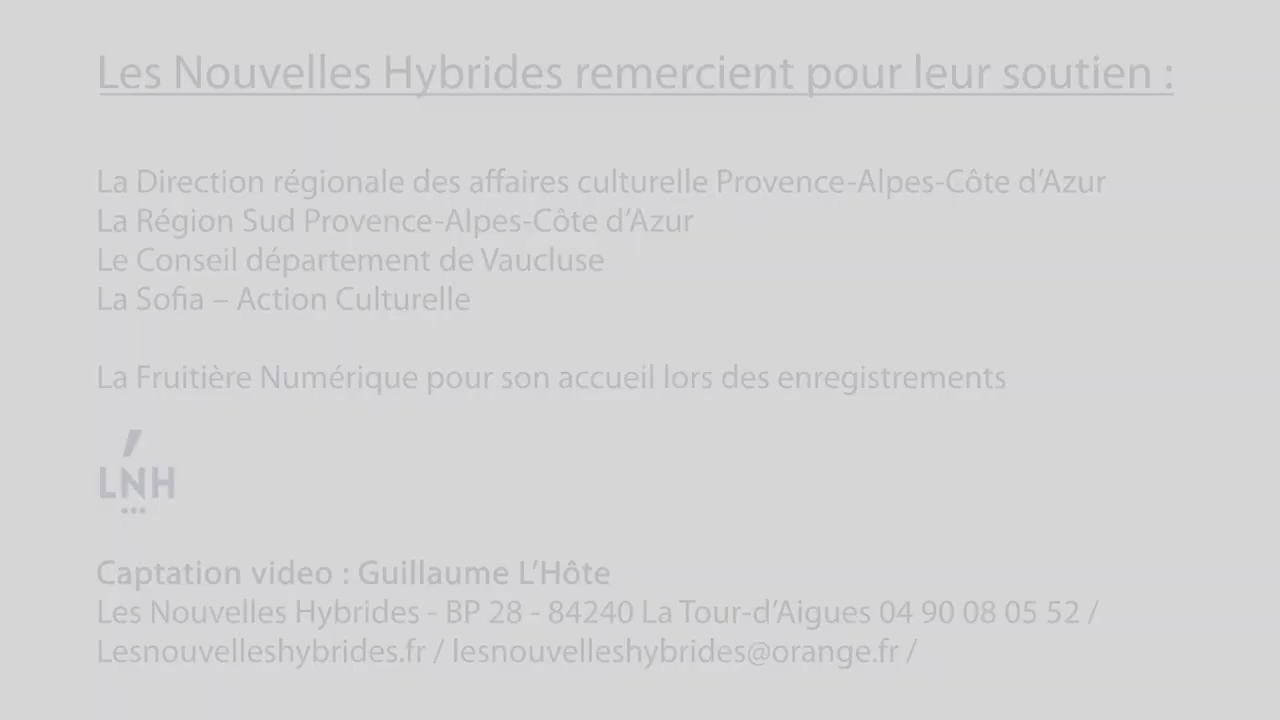 Les Nouvelles Hybrides remercient pour leur soutien :
La Direction régionale des affaires culturelle Provence-Alpes-Côte d’Azur
La Région Sud Provence-Alpes-Côte d’Azur
Le Conseil département de Vaucluse
La Sofia – Action Culturelle
La Fruitière Numérique pour son accueil lors des enregistrements
LNH
Captation video : Guillaume L’Hôte
Les Nouvelles Hybrides - BP 28 - 84240 La Tour-d’Aigues 04 90 08 05 52 /
Lesnouvelleshybrides.fr / lesnouvelleshybrides@orange.fr /